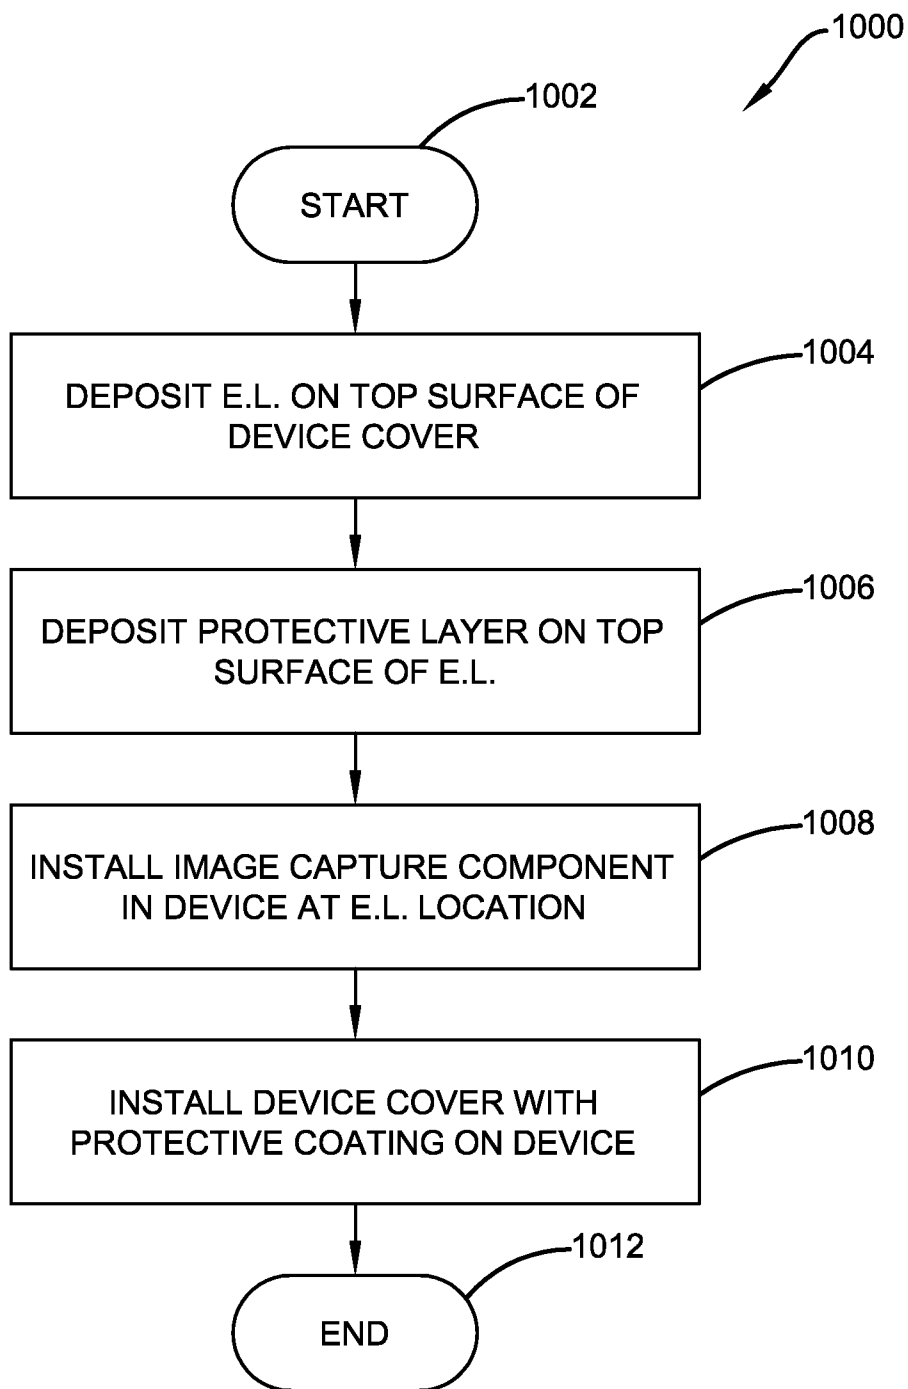 1000
1002
START
1004
DEPOSIT E.L. ON TOP SURFACE OF
DEVICE COVER
1006
DEPOSIT PROTECTIVE LAYER ON TOP
SURFACE OF E.L.
1008
INSTALL IMAGE CAPTURE COMPONENT
IN DEVICE AT E.L. LOCATION
1010
INSTALL DEVICE COVER WITH
PROTECTIVE COATING ON DEVICE
1012
END